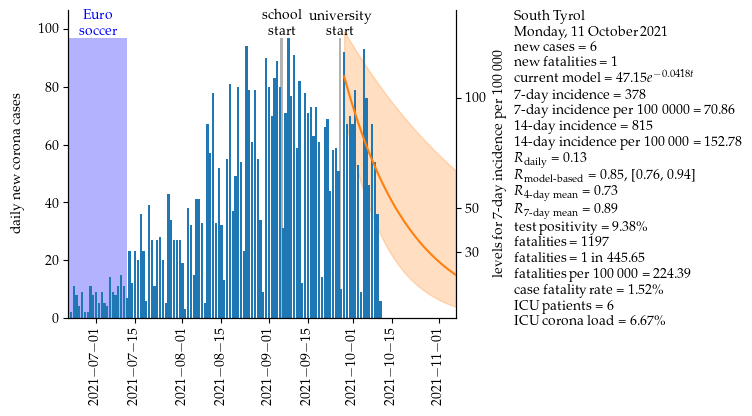 Euro
soccer
school
start
university
start
100
80
60
40
20
0
daily new corona cases
100
50
30
levels for 7-day incidence per 100 000
2021−07−01
2021−07−15
2021−08−01
2021−08−15
2021−09−01
2021−09−15
2021−10−01
2021−10−15
2021−11−01
South Tyrol
Monday, 11 October 2021
new cases = 6
new fatalities = 1
current model = 47.15e^−0.0418t
7-day incidence = 378
7-day incidence per 100 0000 = 70.86
14-day incidence = 815
14-day incidence per 100 000 = 152.78
R_daily = 0.13
R_model-based = 0.85, [0.76, 0.94]
R_4-day mean = 0.73
R_7-day mean = 0.89
test positivity = 9.38%
fatalities = 1197
fatalities = 1 in 445.65
fatalities per 100 000 = 224.39
case fatality rate = 1.52%
ICU patients = 6
ICU corona load = 6.67%